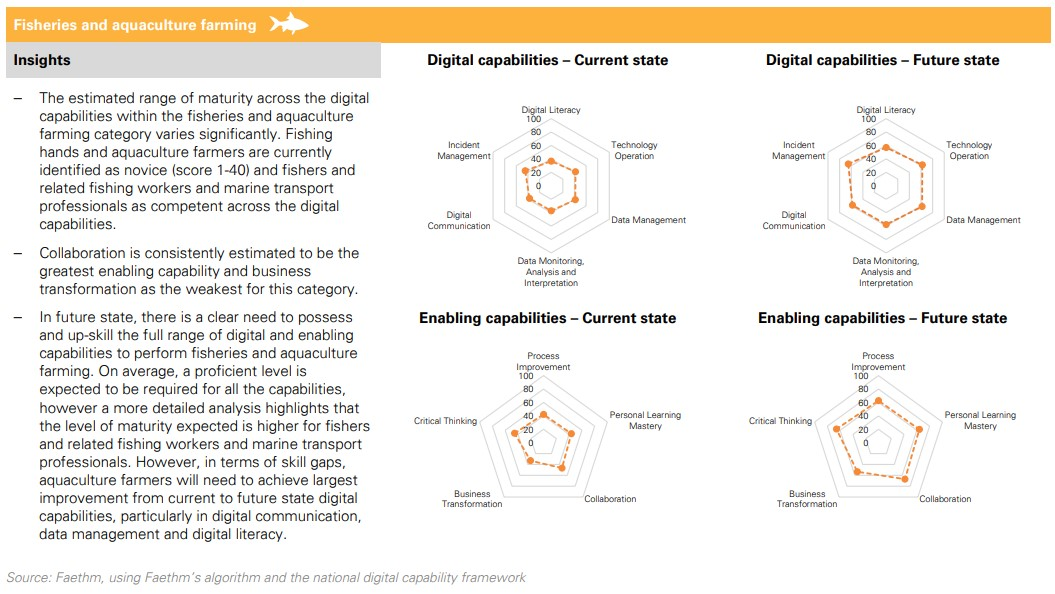 Fisheries and aquaculture farming
Insights
– The estimated range of maturity across the digital
capabilities within the fisheries and aquaculture
farming category varies significantly. Fishing
hands and aquaculture farmers are currently
identified as novice (score 1-40) and fishers and
related fishing workers and marine transport
professionals as competent across the digital
capabilities.
– Collaboration is consistently estimated to be the
greatest enabling capability and business
transformation as the weakest for this category.
– In future state, there is a clear need to possess
and up-skill the full range of digital and enabling
capabilities to perform fisheries and aquaculture
farming. On average, a proficient level is
expected to be required for all the capabilities,
however a more detailed analysis highlights that
the level of maturity expected is higher for fishers
and related fishing workers and marine transport
professionals. However, in terms of skill gaps,
aquaculture farmers will need to achieve largest
improvement from current to future state digital
capabilities, particularly in digital communication,
data management and digital literacy.
Digital capabilities – Current state
Digital Literacy
100
80
60
40
20
0
Technology
Operation
Data Management
Data Monitoring,
Analysis and
Interpretation
Digital
Communication
Incident
Management
Digital capabilities – Future state
Digital Literacy
100
80
60
40
20
0
Technology
Operation
Data Management
Data Monitoring,
Analysis and
Interpretation
Digital
Communication
Incident
Management
Enabling capabilities – Current state
Process
Improvement
100
80
60
40
20
0
Personal Learning
Mastery
Collaboration
Business
Transformation
Critical Thinking
Enabling capabilities – Future state
Process
Improvement
100
80
60
40
20
0
Personal Learning
Mastery
Collaboration
Business
Transformation
Critical Thinking
Source: Faethm, using Faethm's algorithm and the national digital capability framework